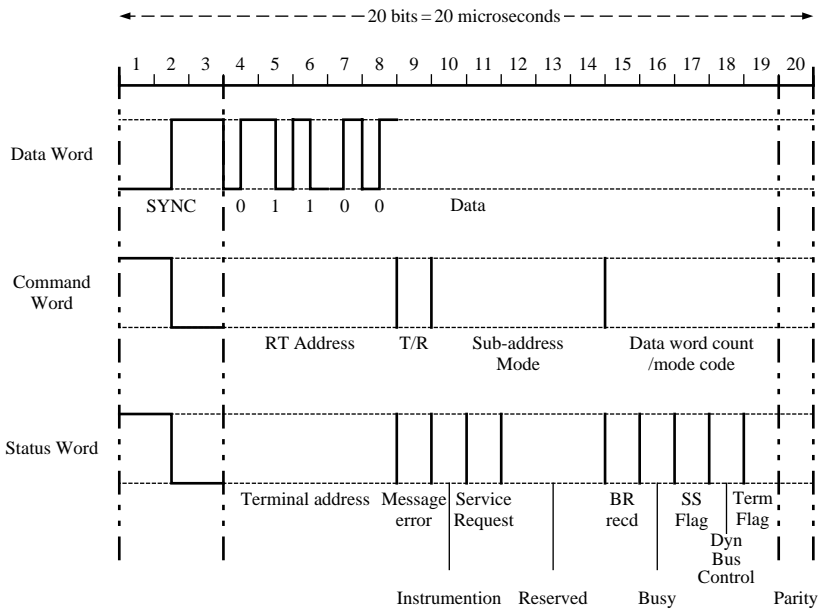 20 bits = 20 microseconds
1 2 3 4 5 6 7 8 9 10 11 12 13 14 15 16 17 18 19 20
Data Word
SYNC 0 1 1 0 0 Data
Command
Word
RT Address T/R Sub-address
Mode
Data word count
/mode code
Status Word
Terminal address
Message
error
Service
Request
BR
recd
SS
Flag
Term
Flag
Dyn
Bus
Control
Instrumention Reserved Busy Parity